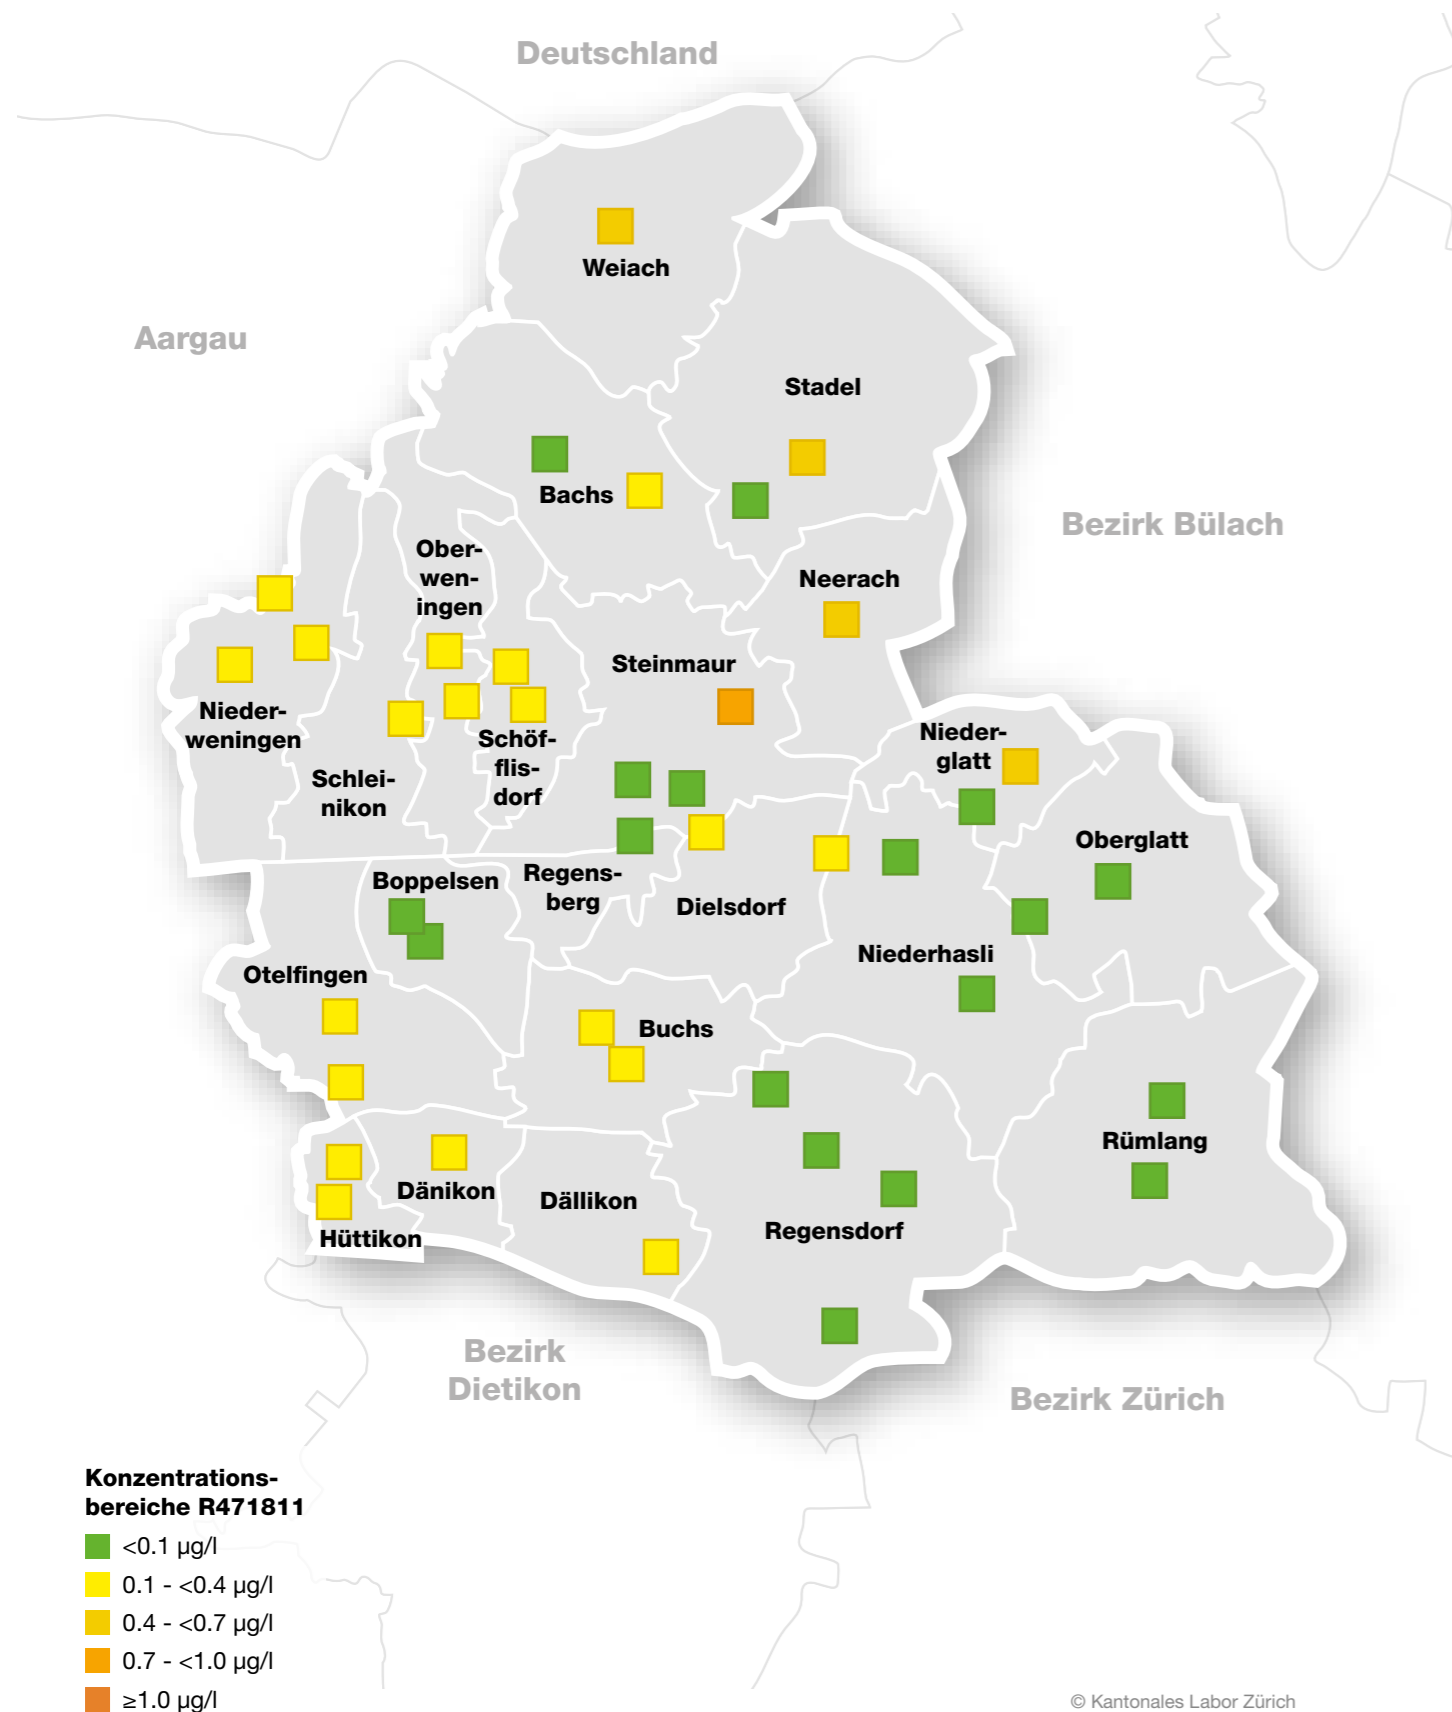 Deutschland
Weiach
Aargau
Stadel
Bachs
Bezirk Bülach
Ober-
wen-
ingen
Neerach
Steinmaur
Nieder-
weningen
Schöf-
flis-
dorf
Nieder-
glatt
Schlei-
nikon
Oberglatt
Boppelsen
Regens-
berg
Dielsdorf
Niederhasli
Otelfingen
Buchs
Rümlang
Dänikon
Dällikon
Regensdorf
Hüttikon
Bezirk
Dietikon
Bezirk Zürich
Konzentrations-
bereiche R471811
<0.1 µg/l
0.1 - <0.4 µg/l
0.4 - <0.7 µg/l
0.7 - <1.0 µg/l
≥1.0 µg/l
© Kantonales Labor Zürich